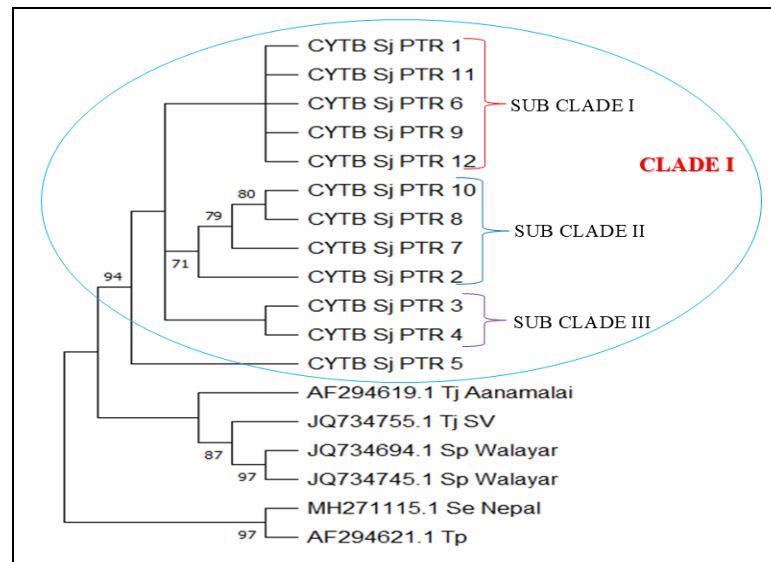 CYTB Sj PTR 1
CYTB Sj PTR 11
CYTB Sj PTR 6
SUB CLADE I
CYTB Sj PTR 9
CYTB Sj PTR 12
CLADE I
80
CYTB Sj PTR 10
CYTB Sj PTR 8
79
SUB CLADE II
CYTB Sj PTR 7
71
CYTB Sj PTR 2
94
CYTB Sj PTR 3
SUB CLADE III
CYTB Sj PTR 4
CYTB Sj PTR 5
AF294619.1 Tj Aanamalai
JQ734755.1 Tj SV
87
JQ734694.1 Sp Walayar
97
JQ734745.1 Sp Walayar
MH271115.1 Se Nepal
97
AF294621.1 Tp